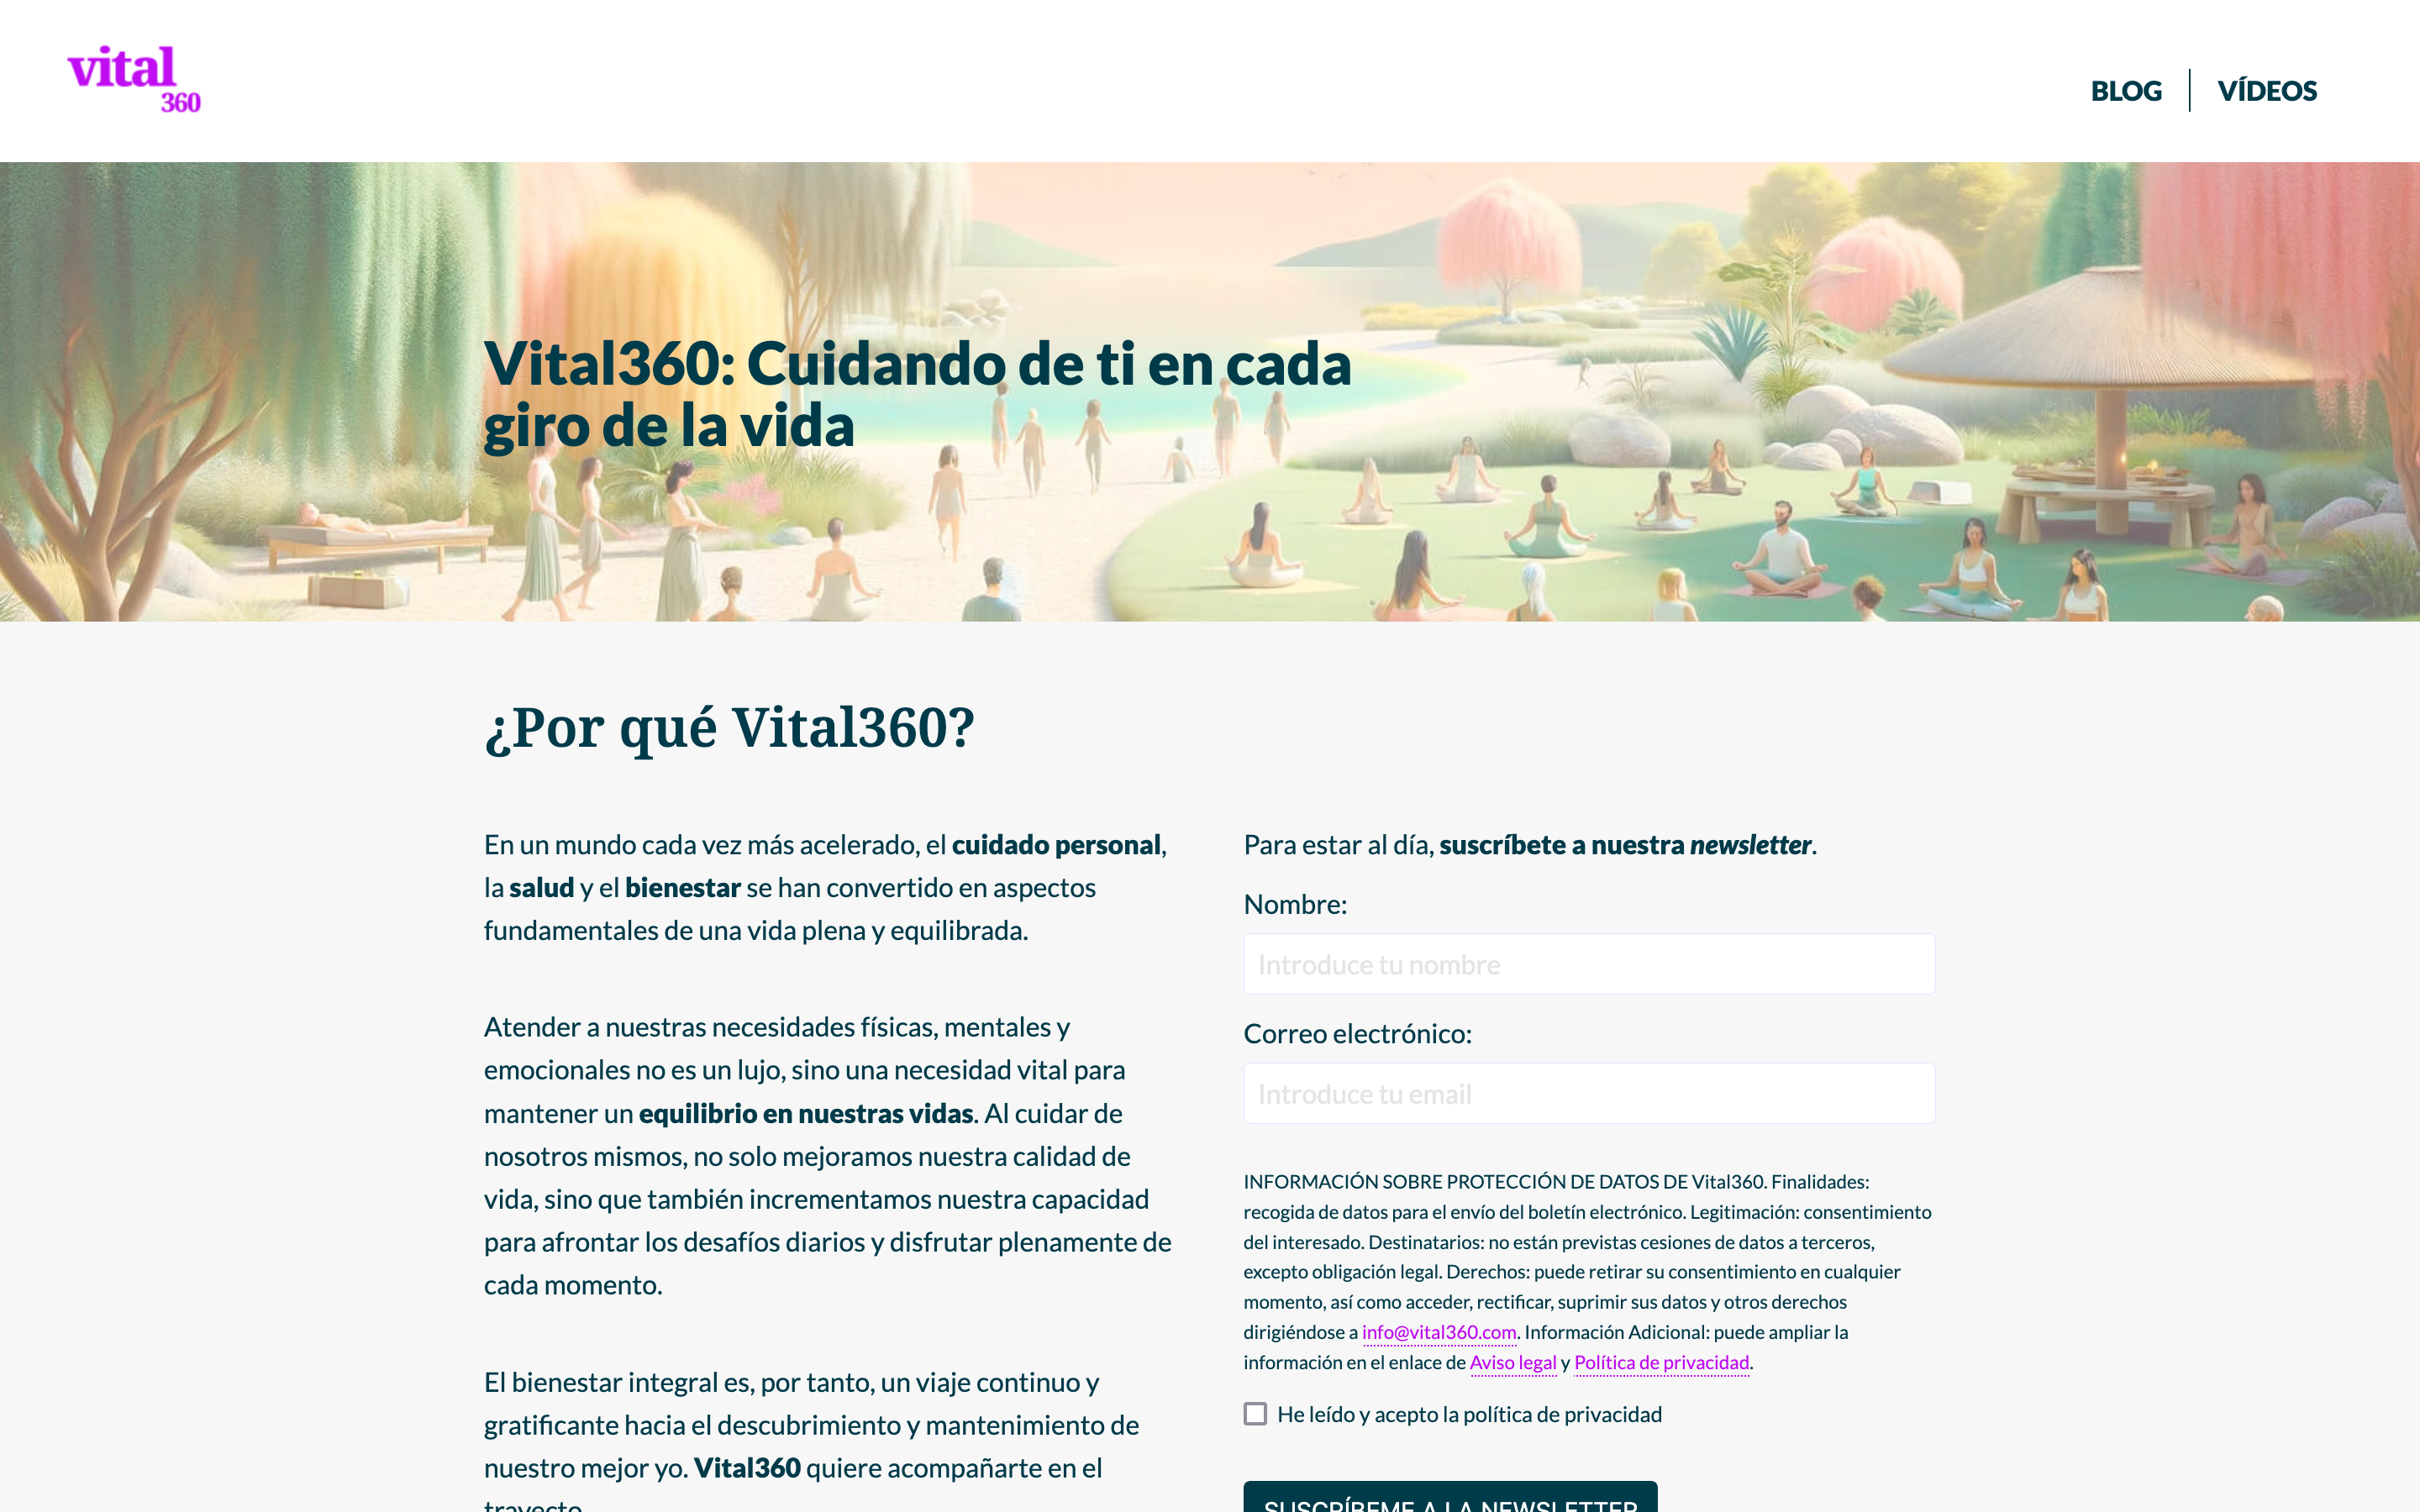 vital
360
BLOG
VÍDEOS
Vital360: Cuidando de ti en cada
giro de la vida
¿Por qué Vital360?
En un mundo cada vez más acelerado, el cuidado personal,
la salud y el bienestar se han convertido en aspectos
fundamentales de una vida plena y equilibrada.
Atender a nuestras necesidades físicas, mentales y
emocionales no es un lujo, sino una necesidad vital para
mantener un equilibrio en nuestras vidas. Al cuidar de
nosotros mismos, no solo mejoramos nuestra calidad de
vida, sino que también incrementamos nuestra capacidad
para afrontar los desafíos diarios y disfrutar plenamente de
cada momento.
El bienestar integral es, por tanto, un viaje continuo y
gratificante hacia el descubrimiento y mantenimiento de
nuestro mejor yo. Vital360 quiere acompañarte en el
trayecto.
Para estar al día, suscríbete a nuestra newsletter.
Nombre:
Introduce tu nombre
Correo electrónico:
Introduce tu email
INFORMACIÓN SOBRE PROTECCIÓN DE DATOS DE Vital360. Finalidades:
recogida de datos para el envío del boletín electrónico. Legitimación: consentimiento
del interesado. Destinatarios: no están previstas cesiones de datos a terceros,
excepto obligación legal. Derechos: puede retirar su consentimiento en cualquier
momento, así como acceder, rectificar, suprimir sus datos y otros derechos
dirigiéndose a info@vital360.com. Información Adicional: puede ampliar la
información en el enlace de Aviso legal y Política de privacidad.
He leído y acepto la política de privacidad
SUSCRÍBEME A LA NEWSLETTER